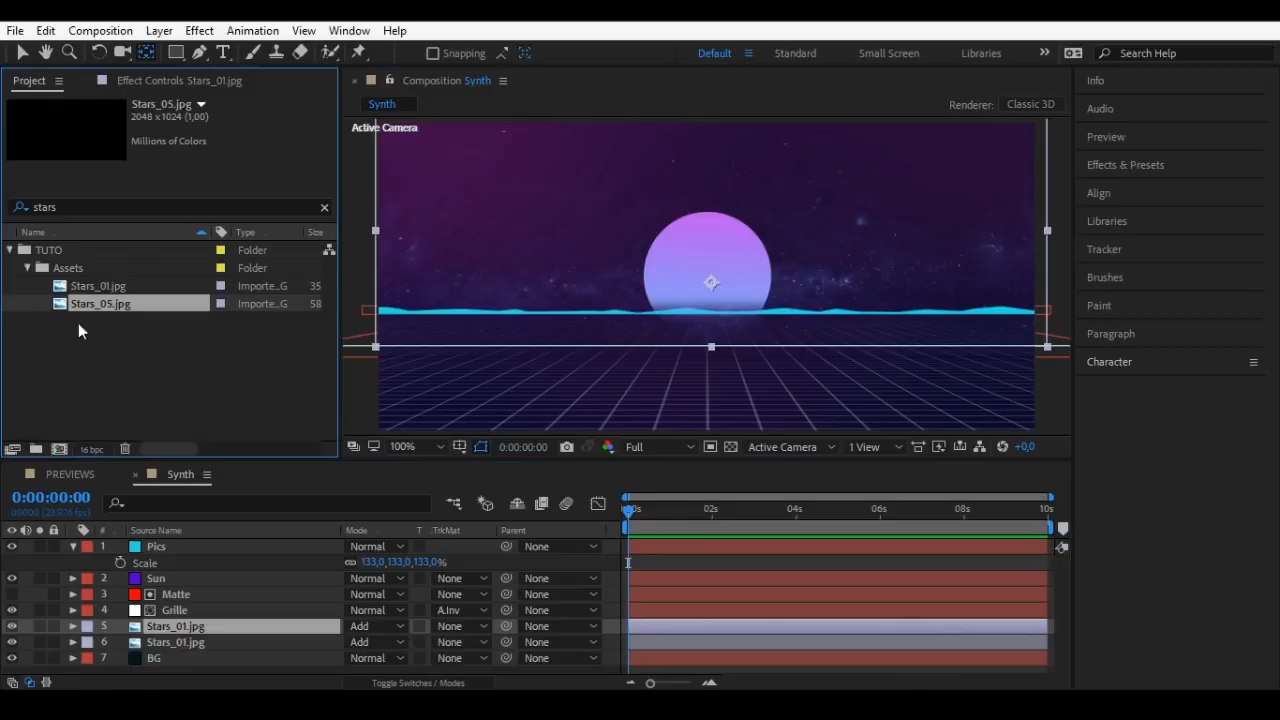 File Edit Composition Layer Effect Animation View Window Help
Snapping Default Standard Small Screen Libraries Search Help
Project Effect Controls Stars_01.jpg
Stars_05.jpg
2048 x1024 (1,00)
Millions of Colors
stars
Name Type Size
TUTO Folder
Assets Folder
Stars_01.jpg Importe..G 35
Stars_05.jpg Importe..G 58
16 bpc
Composition Synth
Synth Renderer: Classic 3D
Active Camera
100% 0:00:00:00 Full Active Camera 1 View +0,0
Info
Audio
Preview
Effects & Presets
Align
Libraries
Tracker
Brushes
Paint
Paragraph
Character
PREVIEWS Synth
0:00:00:00
00000 (23.976 fps)
02s 04s 06s 08s 10s
# Source Name Mode T .TrkMat Parent
1 Pics Normal None
Scale 133,0,133,0,133,0%
2 Sun Normal None None
3 Matte Normal None None
4 Grille Normal A.Inv None
5 Stars_01.jpg Add None None
6 Stars_01.jpg Add None None
7 BG Normal None None
Toggle Switches / Modes